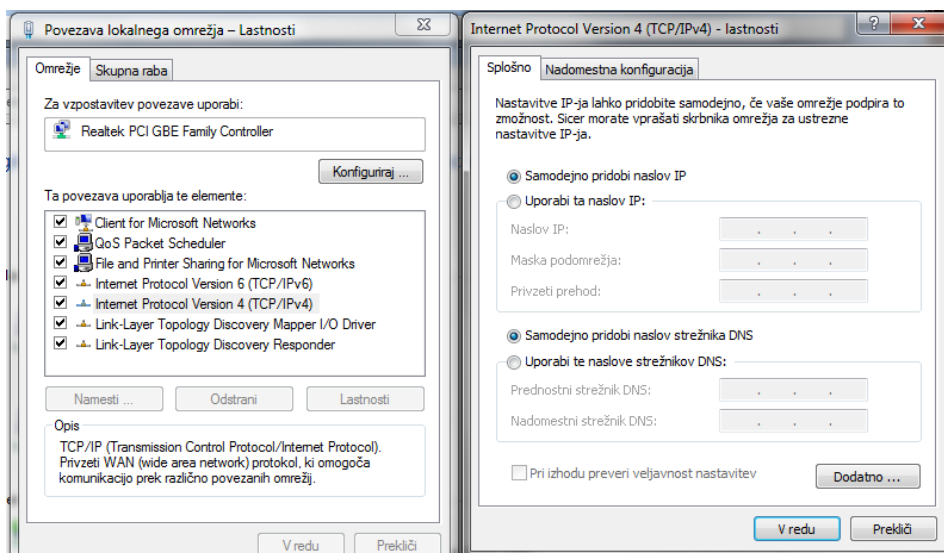 Povezava lokalnega omrežja – Lastnosti
Omrežje
Skupna raba
Za vzpostavitev povezave uporabi:
Realtek PCI GBE Family Controller
Konfiguriraj ...
Ta povezava uporablja te elemente:
Client for Microsoft Networks
QoS Packet Scheduler
File and Printer Sharing for Microsoft Networks
Internet Protocol Version 6 (TCP/IPv6)
Internet Protocol Version 4 (TCP/IPv4)
Link-Layer Topology Discovery Mapper I/O Driver
Link-Layer Topology Discovery Responder
Namesti ...
Odstrani
Lastnosti
Opis
TCP/IP (Transmission Control Protocol/Internet Protocol).
Privzeti WAN (wide area network) protokol, ki omogoča
komunikacijo prek različno povezanih omrežij.
V redu
Prekliči
Internet Protocol Version 4 (TCP/IPv4) - lastnosti
Splošno
Nadomestna konfiguracija
Nastavitve IP-ja lahko pridobite samodejno, če vaše omrežje podpira to
zmožnost. Sicer morate vprašati skrbnika omrežja za ustrezne
nastavitve IP-ja.
Samodejno pridobi naslov IP
Uporabi ta naslov IP:
Naslov IP:
Maska podomrežja:
Privzeti prehod:
Samodejno pridobi naslov strežnika DNS
Uporabi te naslove strežnikov DNS:
Prednostni strežnik DNS:
Nadomestni strežnik DNS:
Pri izhodu preveri veljavnost nastavitev
Dodatno ...
V redu
Prekliči